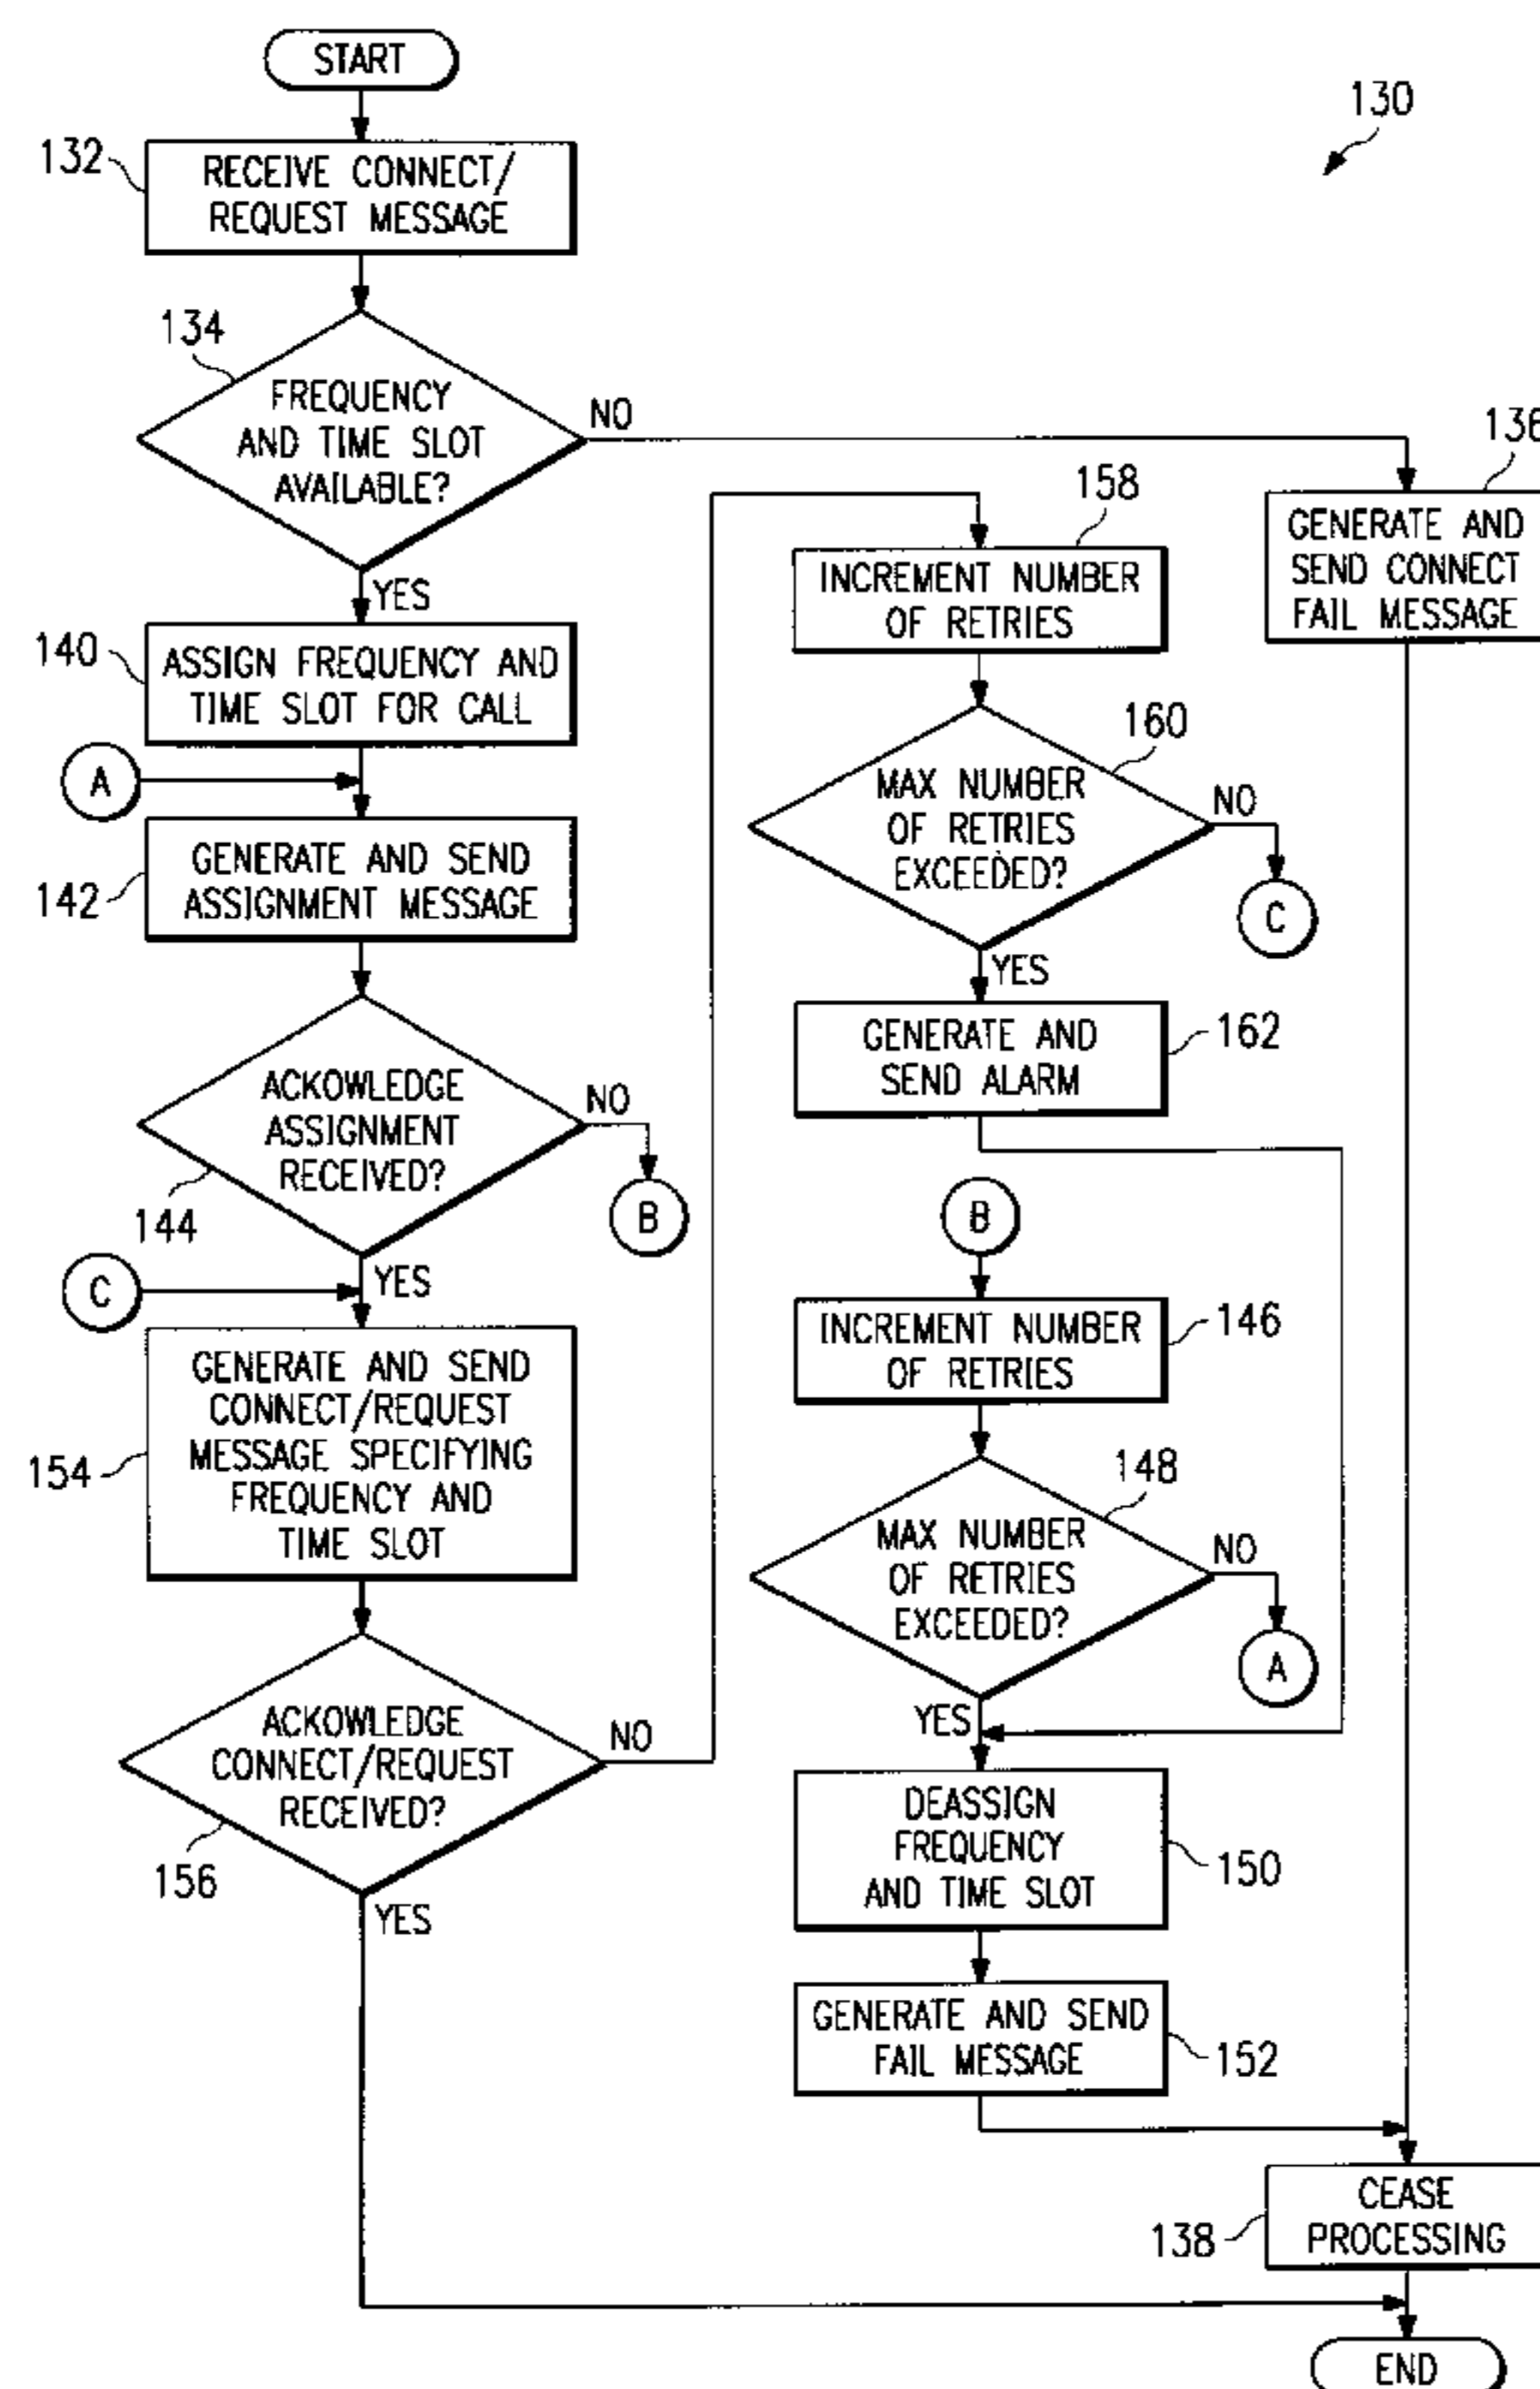 START
130
132
RECEIVE CONNECT/
REQUEST MESSAGE
134
FREQUENCY
AND TIME SLOT
AVAILABLE?
NO
YES
136
GENERATE AND
SEND CONNECT
FAIL MESSAGE
140
ASSIGN FREQUENCY AND
TIME SLOT FOR CALL
A
142
GENERATE AND SEND
ASSIGNMENT MESSAGE
ACKOWLEDGE
ASSIGNMENT
RECEIVED?
144
NO
B
YES
C
154
GENERATE AND SEND
CONNECT/REQUEST
MESSAGE SPECIFYING
FREQUENCY AND
TIME SLOT
ACKOWLEDGE
CONNECT/REQUEST
RECEIVED?
156
NO
YES
158
INCREMENT NUMBER
OF RETRIES
160
MAX NUMBER
OF RETRIES
EXCEEDED?
NO
C
YES
GENERATE AND
SEND ALARM
162
B
INCREMENT NUMBER
OF RETRIES
146
148
MAX NUMBER
OF RETRIES
EXCEEDED?
NO
A
YES
DEASSIGN
FREQUENCY
AND TIME SLOT
150
GENERATE AND SEND
FAIL MESSAGE
152
CEASE
PROCESSING
138
END